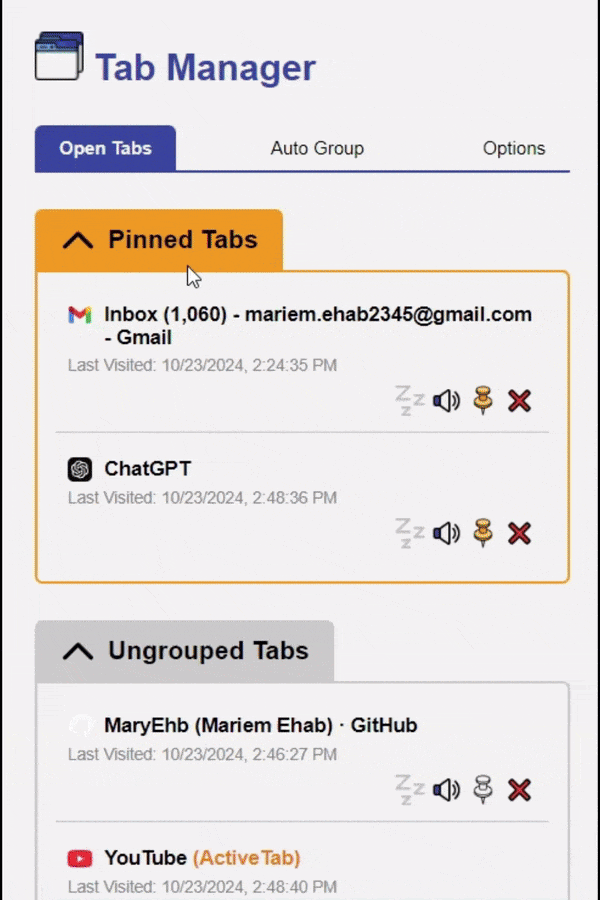 Tab Manager
Open Tabs Auto Group Options
Pinned Tabs
Inbox (1,060) - mariem.ehab2345@gmail.com
- Gmail
Last Visited: 10/23/2024, 2:24:35 PM
ChatGPT
Last Visited: 10/23/2024, 2:48:36 PM
Ungrouped Tabs
MaryEhb (Mariem Ehab) · GitHub
Last Visited: 10/23/2024, 2:46:27 PM
YouTube (ActiveTab)
Last Visited: 10/23/2024, 2:48:40 PM